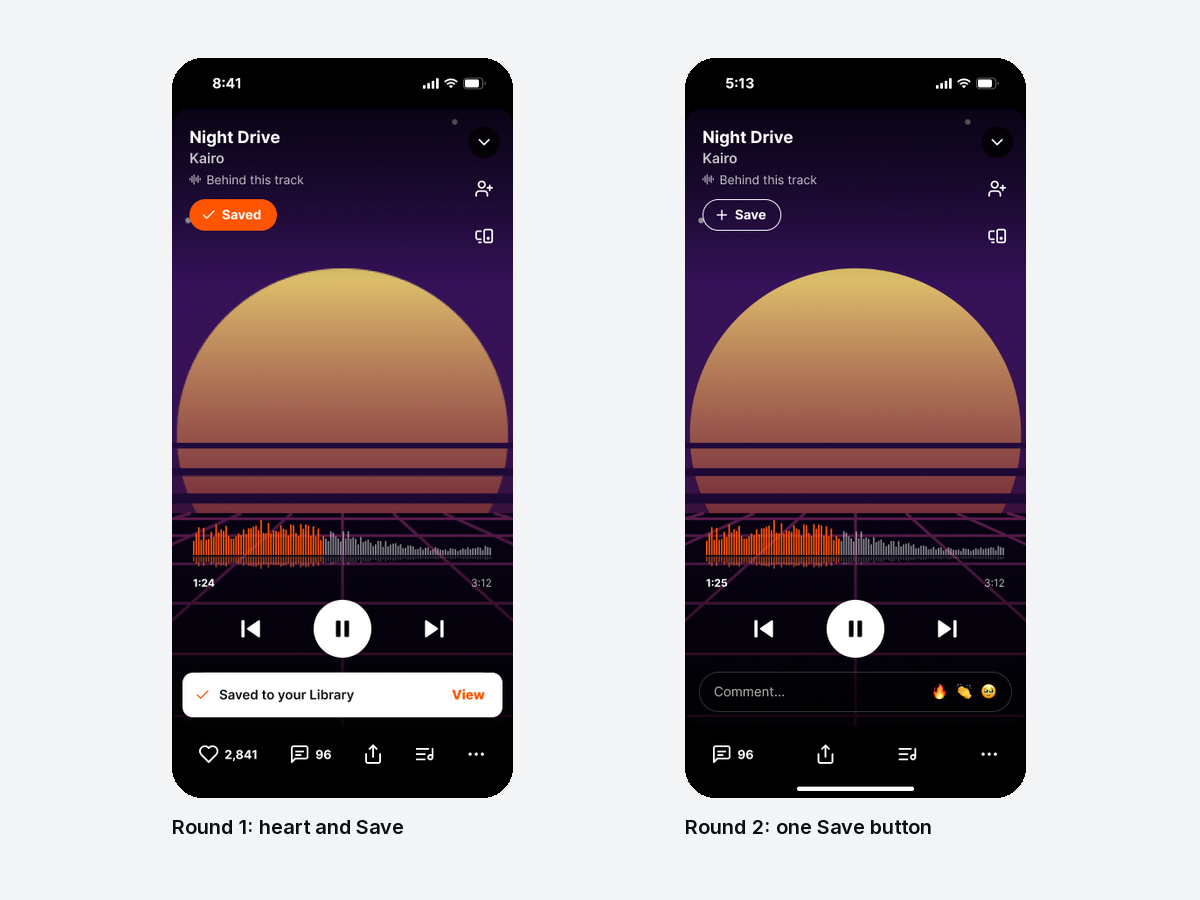 8:41
Night Drive
Kairo
Behind this track
Saved
1:24
3:12
Saved to your Library
View
2,841
96
Round 1: heart and Save
5:13
Night Drive
Kairo
Behind this track
Save
1:25
3:12
Comment...
96
Round 2: one Save button